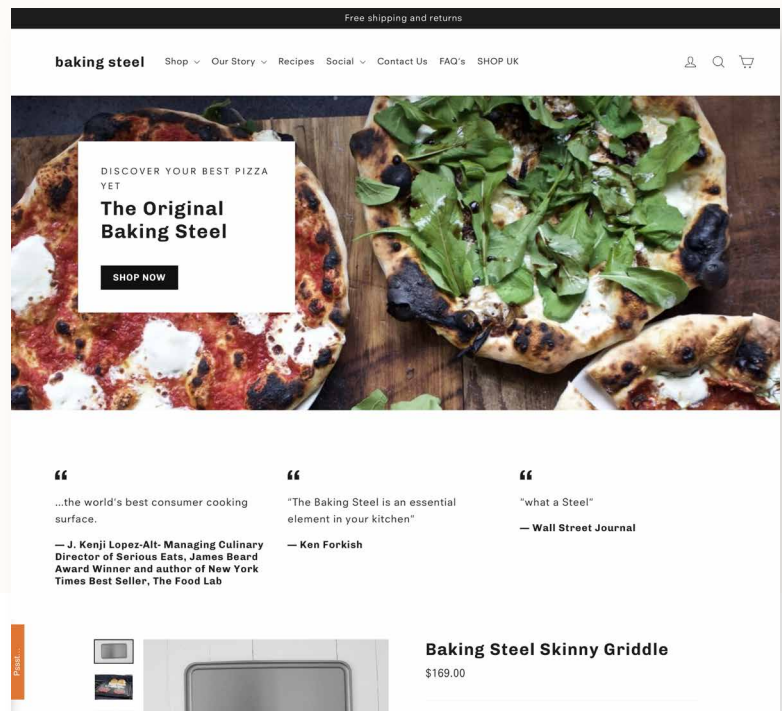 Free shipping and returns
baking steel Shop Our Story Recipes Social Contact Us FAQ's SHOP UK
DISCOVER YOUR BEST PIZZA
YET
The Original
Baking Steel
SHOP NOW
“
...the world's best consumer cooking
surface.
— J. Kenji Lopez-Alt- Managing Culinary
Director of Serious Eats, James Beard
Award Winner and author of New York
Times Best Seller, The Food Lab
“
"The Baking Steel is an essential
element in your kitchen"
— Ken Forkish
“
"what a Steel"
— Wall Street Journal
Pssst...
Baking Steel Skinny Griddle
$169.00